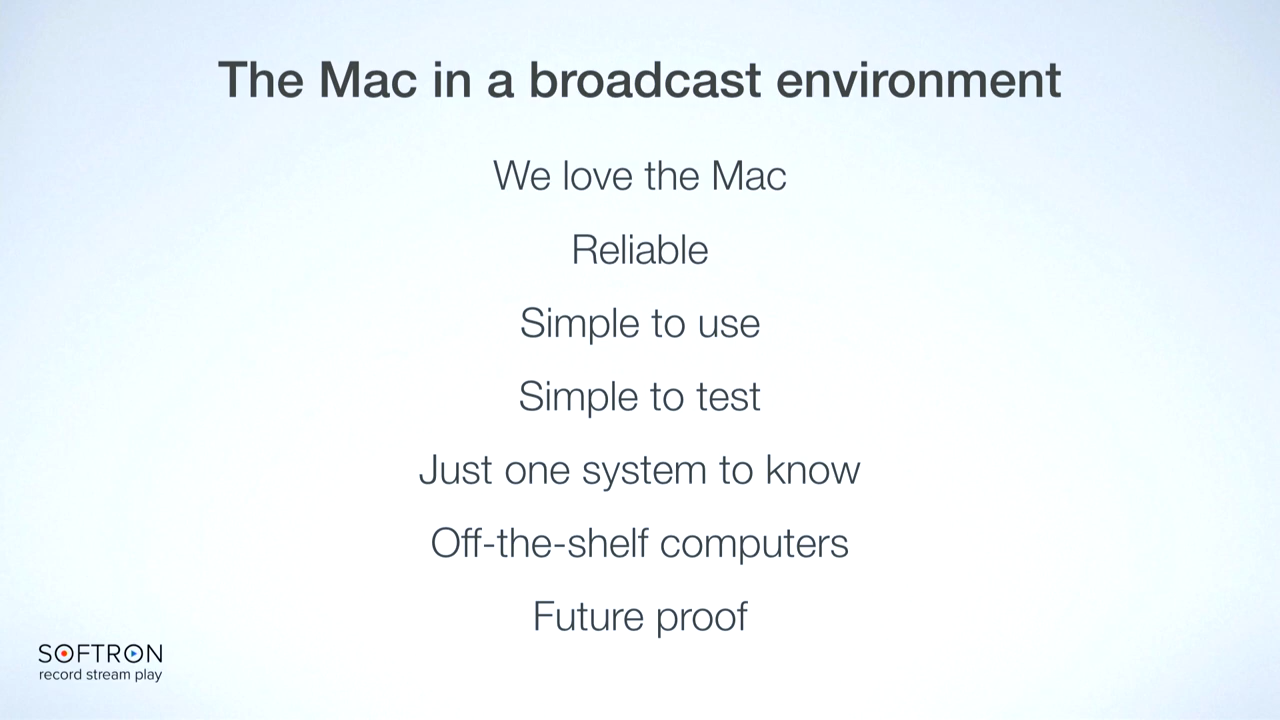 The Mac in a broadcast environment
We love the Mac
Reliable
Simple to use
Simple to test
Just one system to know
Off-the-shelf computers
Future proof
SOFTRON
record stream play